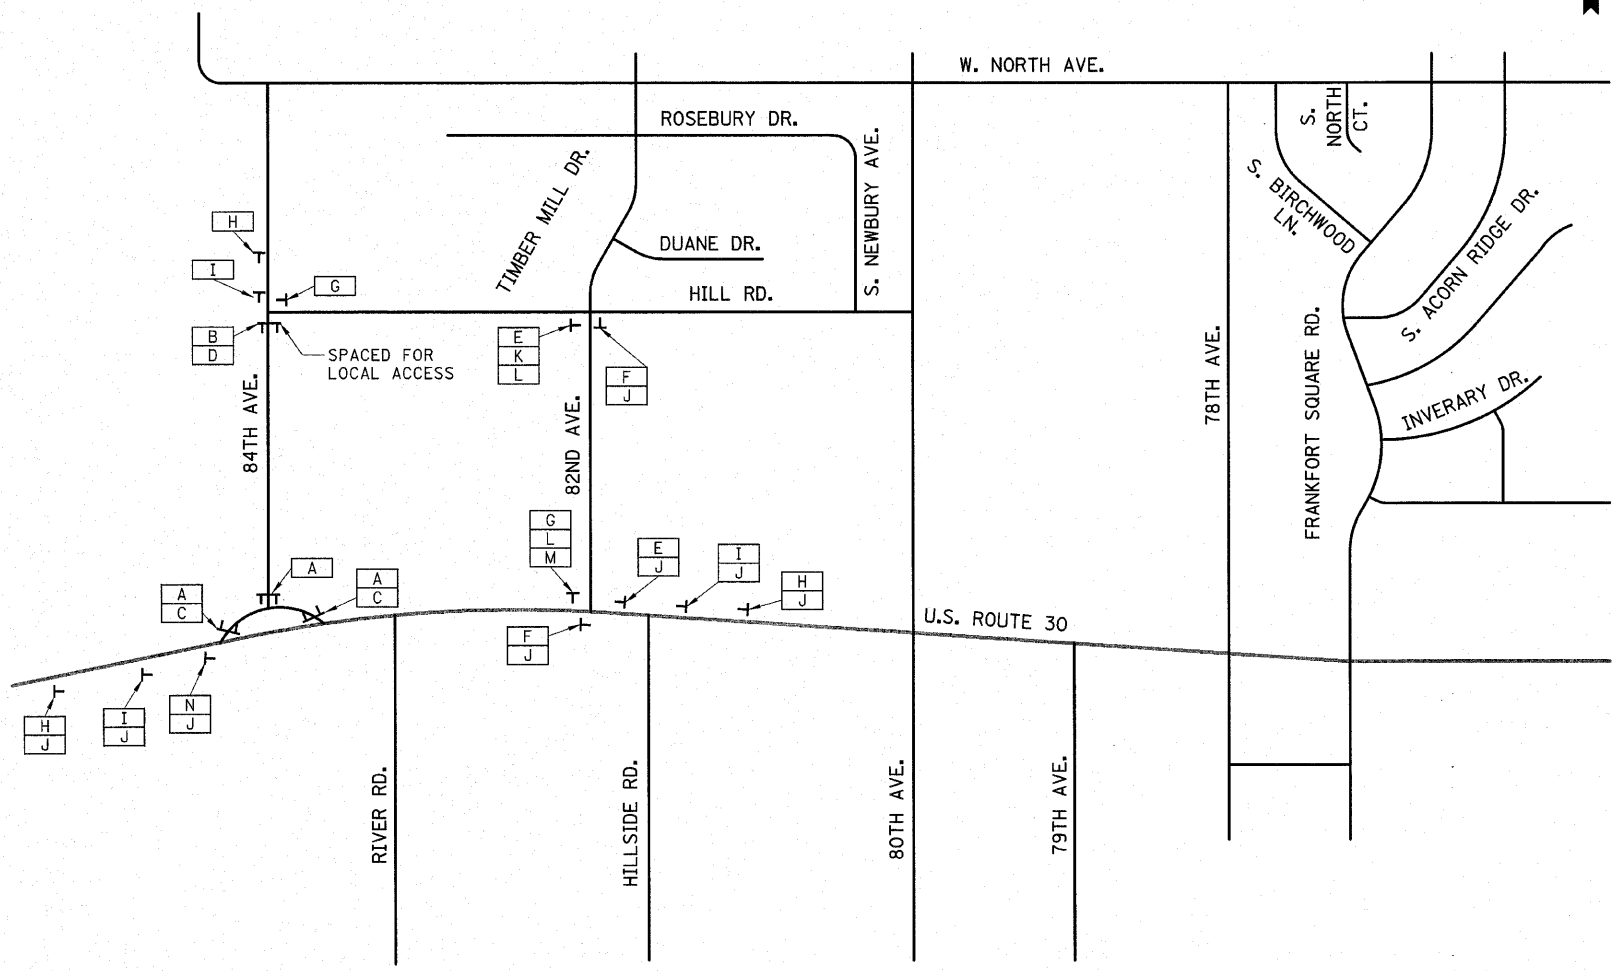 W. NORTH AVE.
ROSEBURY DR.
S.
NORTH
CT.
TIMBER MILL DR.
S. NEWBURY AVE.
S. BIRCHWOOD
LN.
H
DUANE DR.
I
G
HILL RD.
S. ACORN RIDGE DR.
B
D
SPACED FOR
LOCAL ACCESS
E
K
L
F
J
84TH AVE.
82ND AVE.
78TH AVE.
FRANKFORT SQUARE RD.
INVERARY DR.
G
L
M
E
J
I
J
H
J
A
A
C
A
C
F
J
U.S. ROUTE 30
N
J
I
J
H
J
RIVER RD.
HILLSIDE RD.
80TH AVE.
79TH AVE.